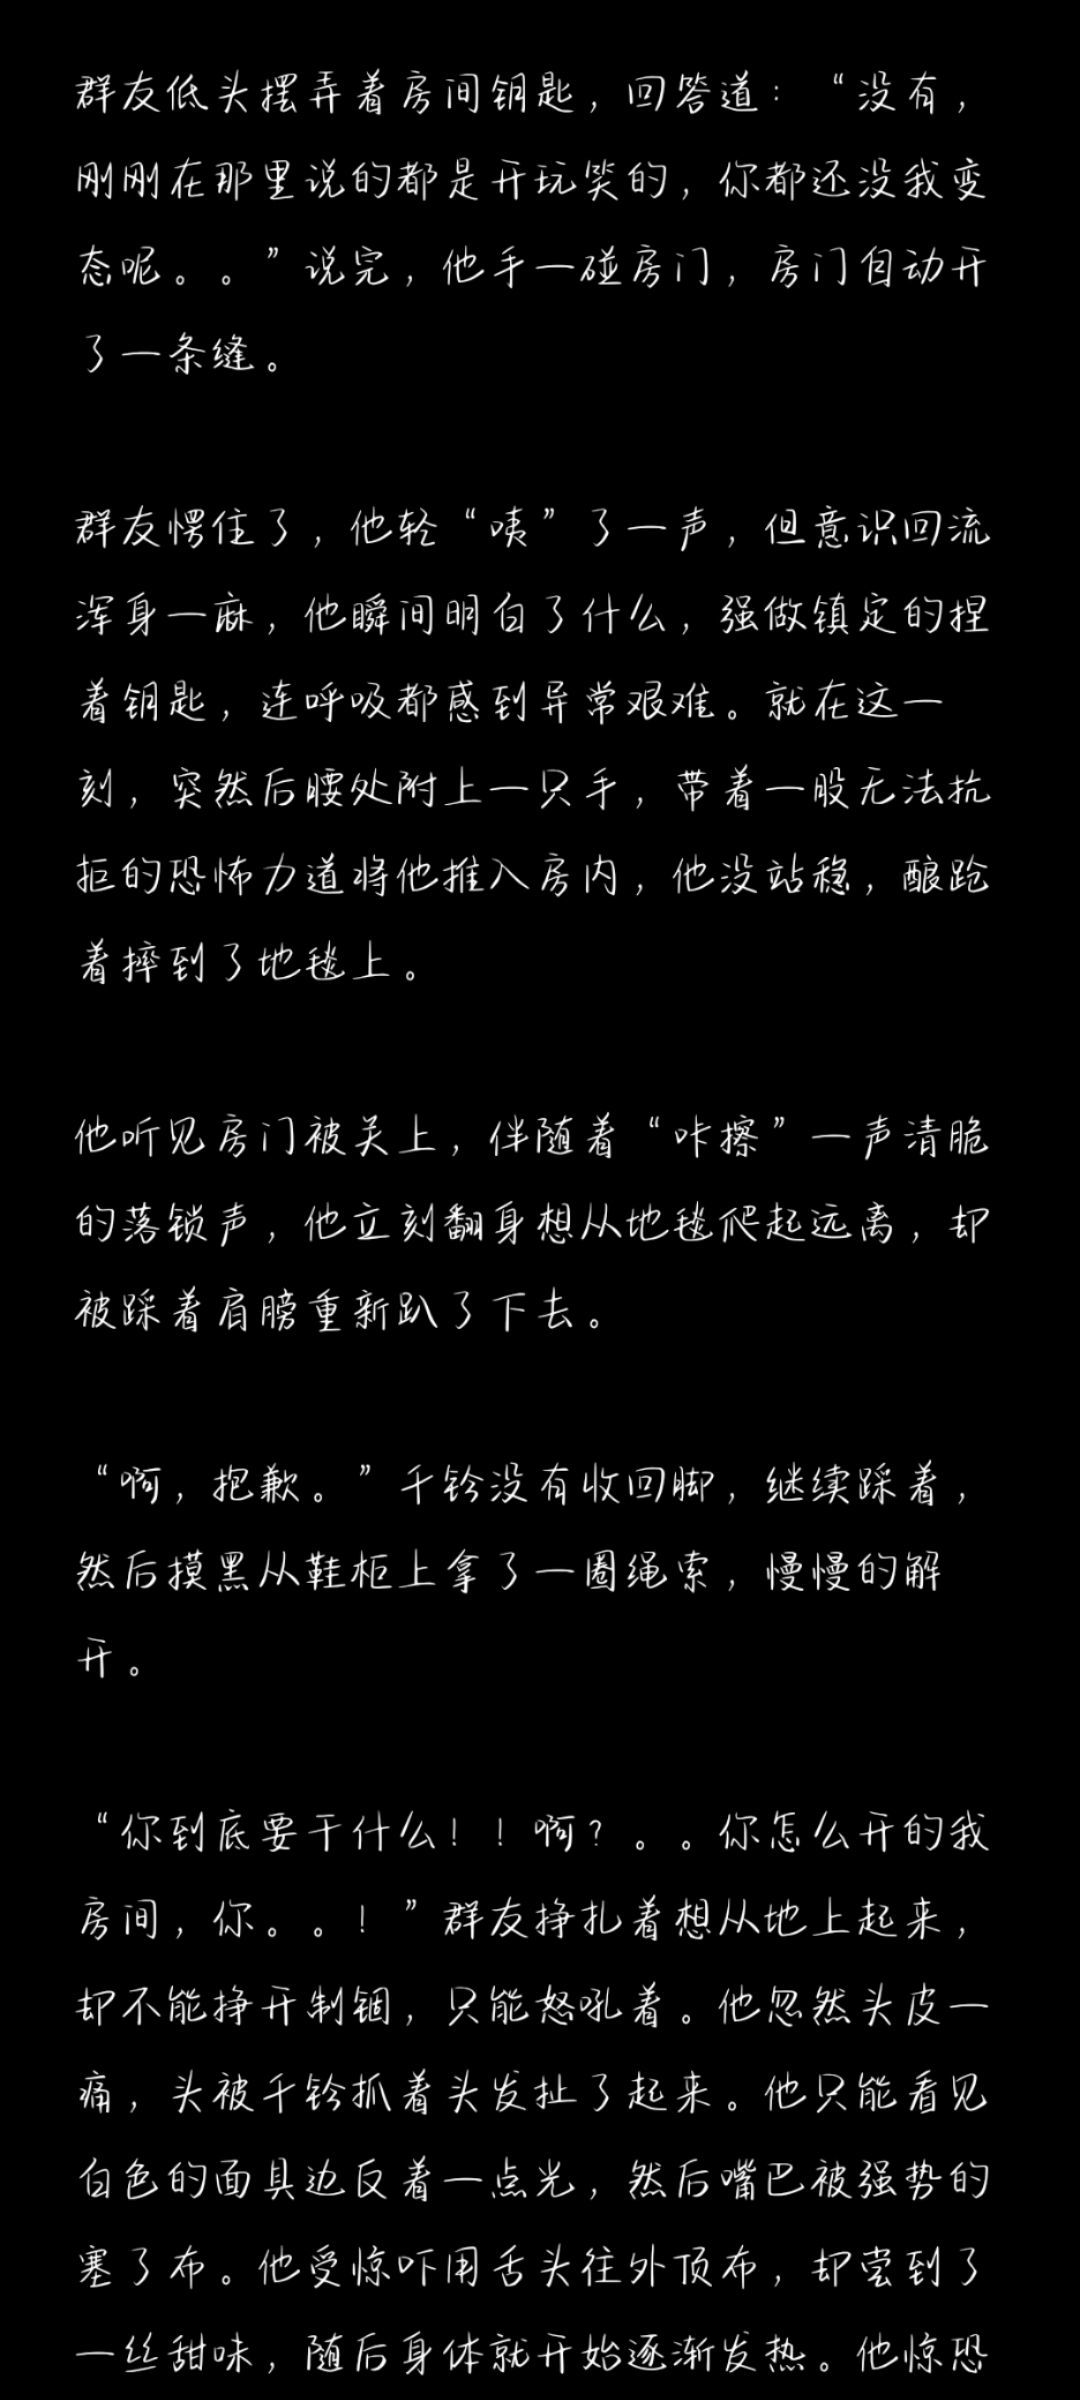 群友低头摆弄着房间钥匙，回答道：“没有，
刚刚在那里说的都是开玩笑的，你都还没我变
态呢。。”说完，他手一碰房门，房门自动开
了一条缝。
群友愣住了，他轻“咦”了一声，但意识回流
浑身一麻，他瞬间明白了什么，强做镇定的捏
着钥匙，连呼吸都感到异常艰难。就在这一
刻，突然后腰处附上一只手，带着一股无法抗
拒的恐怖力道将他推入房内，他没站稳，酿跄
着摔到了地毯上。
他听见房门被关上，伴随着“咔擦”一声清脆
的落锁声，他立刻翻身想从地毯爬起远离，却
被踩着肩膀重新趴了下去。
“啊，抱歉。”千铃没有收回脚，继续踩着，
然后摸黑从鞋柜上拿了一圈绳索，慢慢的解
开。
“你到底要干什么！！啊？。。你怎么开的我
房间，你。。！”群友挣扎着想从地上起来，
却不能挣开制锢，只能怒吼着。他忽然头皮一
痛，头被千铃抓着头发扯了起来。他只能看见
白色的面具边反着一点光，然后嘴巴被强势的
塞了布。他受惊吓用舌头往外顶布，却尝到了
一丝甜味，随后身体就开始逐渐发热。他惊恐